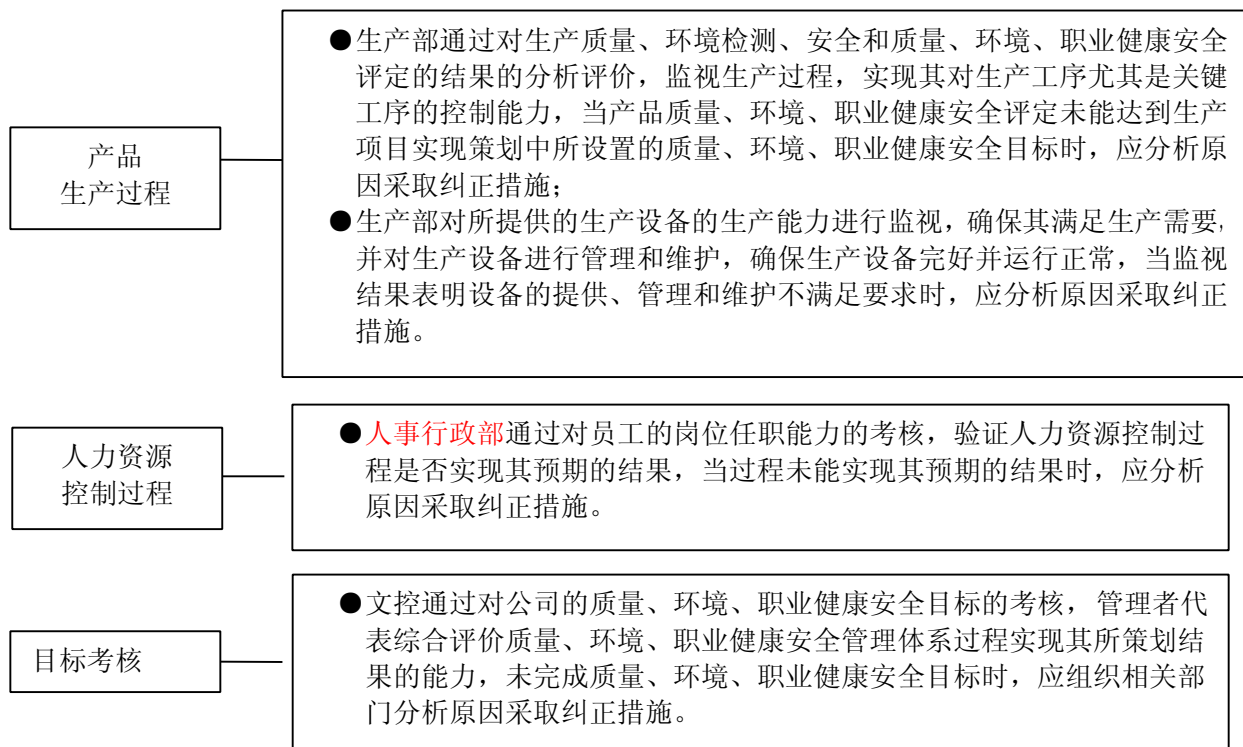 产品
生产过程
●生产部通过对生产质量、环境检测、安全和质量、环境、职业健康安全
评定的结果的分析评价，监视生产过程，实现其对生产工序尤其是关键
工序的控制能力，当产品质量、环境、职业健康安全评定未能达到生产
项目实现策划中所设置的质量、环境、职业健康安全目标时，应分析原
因采取纠正措施；
●生产部对所提供的生产设备的生产能力进行监视，确保其满足生产需要，
并对生产设备进行管理和维护，确保生产设备完好并运行正常，当监视
结果表明设备的提供、管理和维护不满足要求时，应分析原因采取纠正
措施。
人力资源
控制过程
●人事行政部通过对员工的岗位任职能力的考核，验证人力资源控制过
程是否实现其预期的结果，当过程未能实现其预期的结果时，应分析
原因采取纠正措施。
目标考核
●文控通过对公司的质量、环境、职业健康安全目标的考核，管理者代
表综合评价质量、环境、职业健康安全管理体系过程实现其所策划结
果的能力，未完成质量、环境、职业健康安全目标时，应组织相关部
门分析原因采取纠正措施。